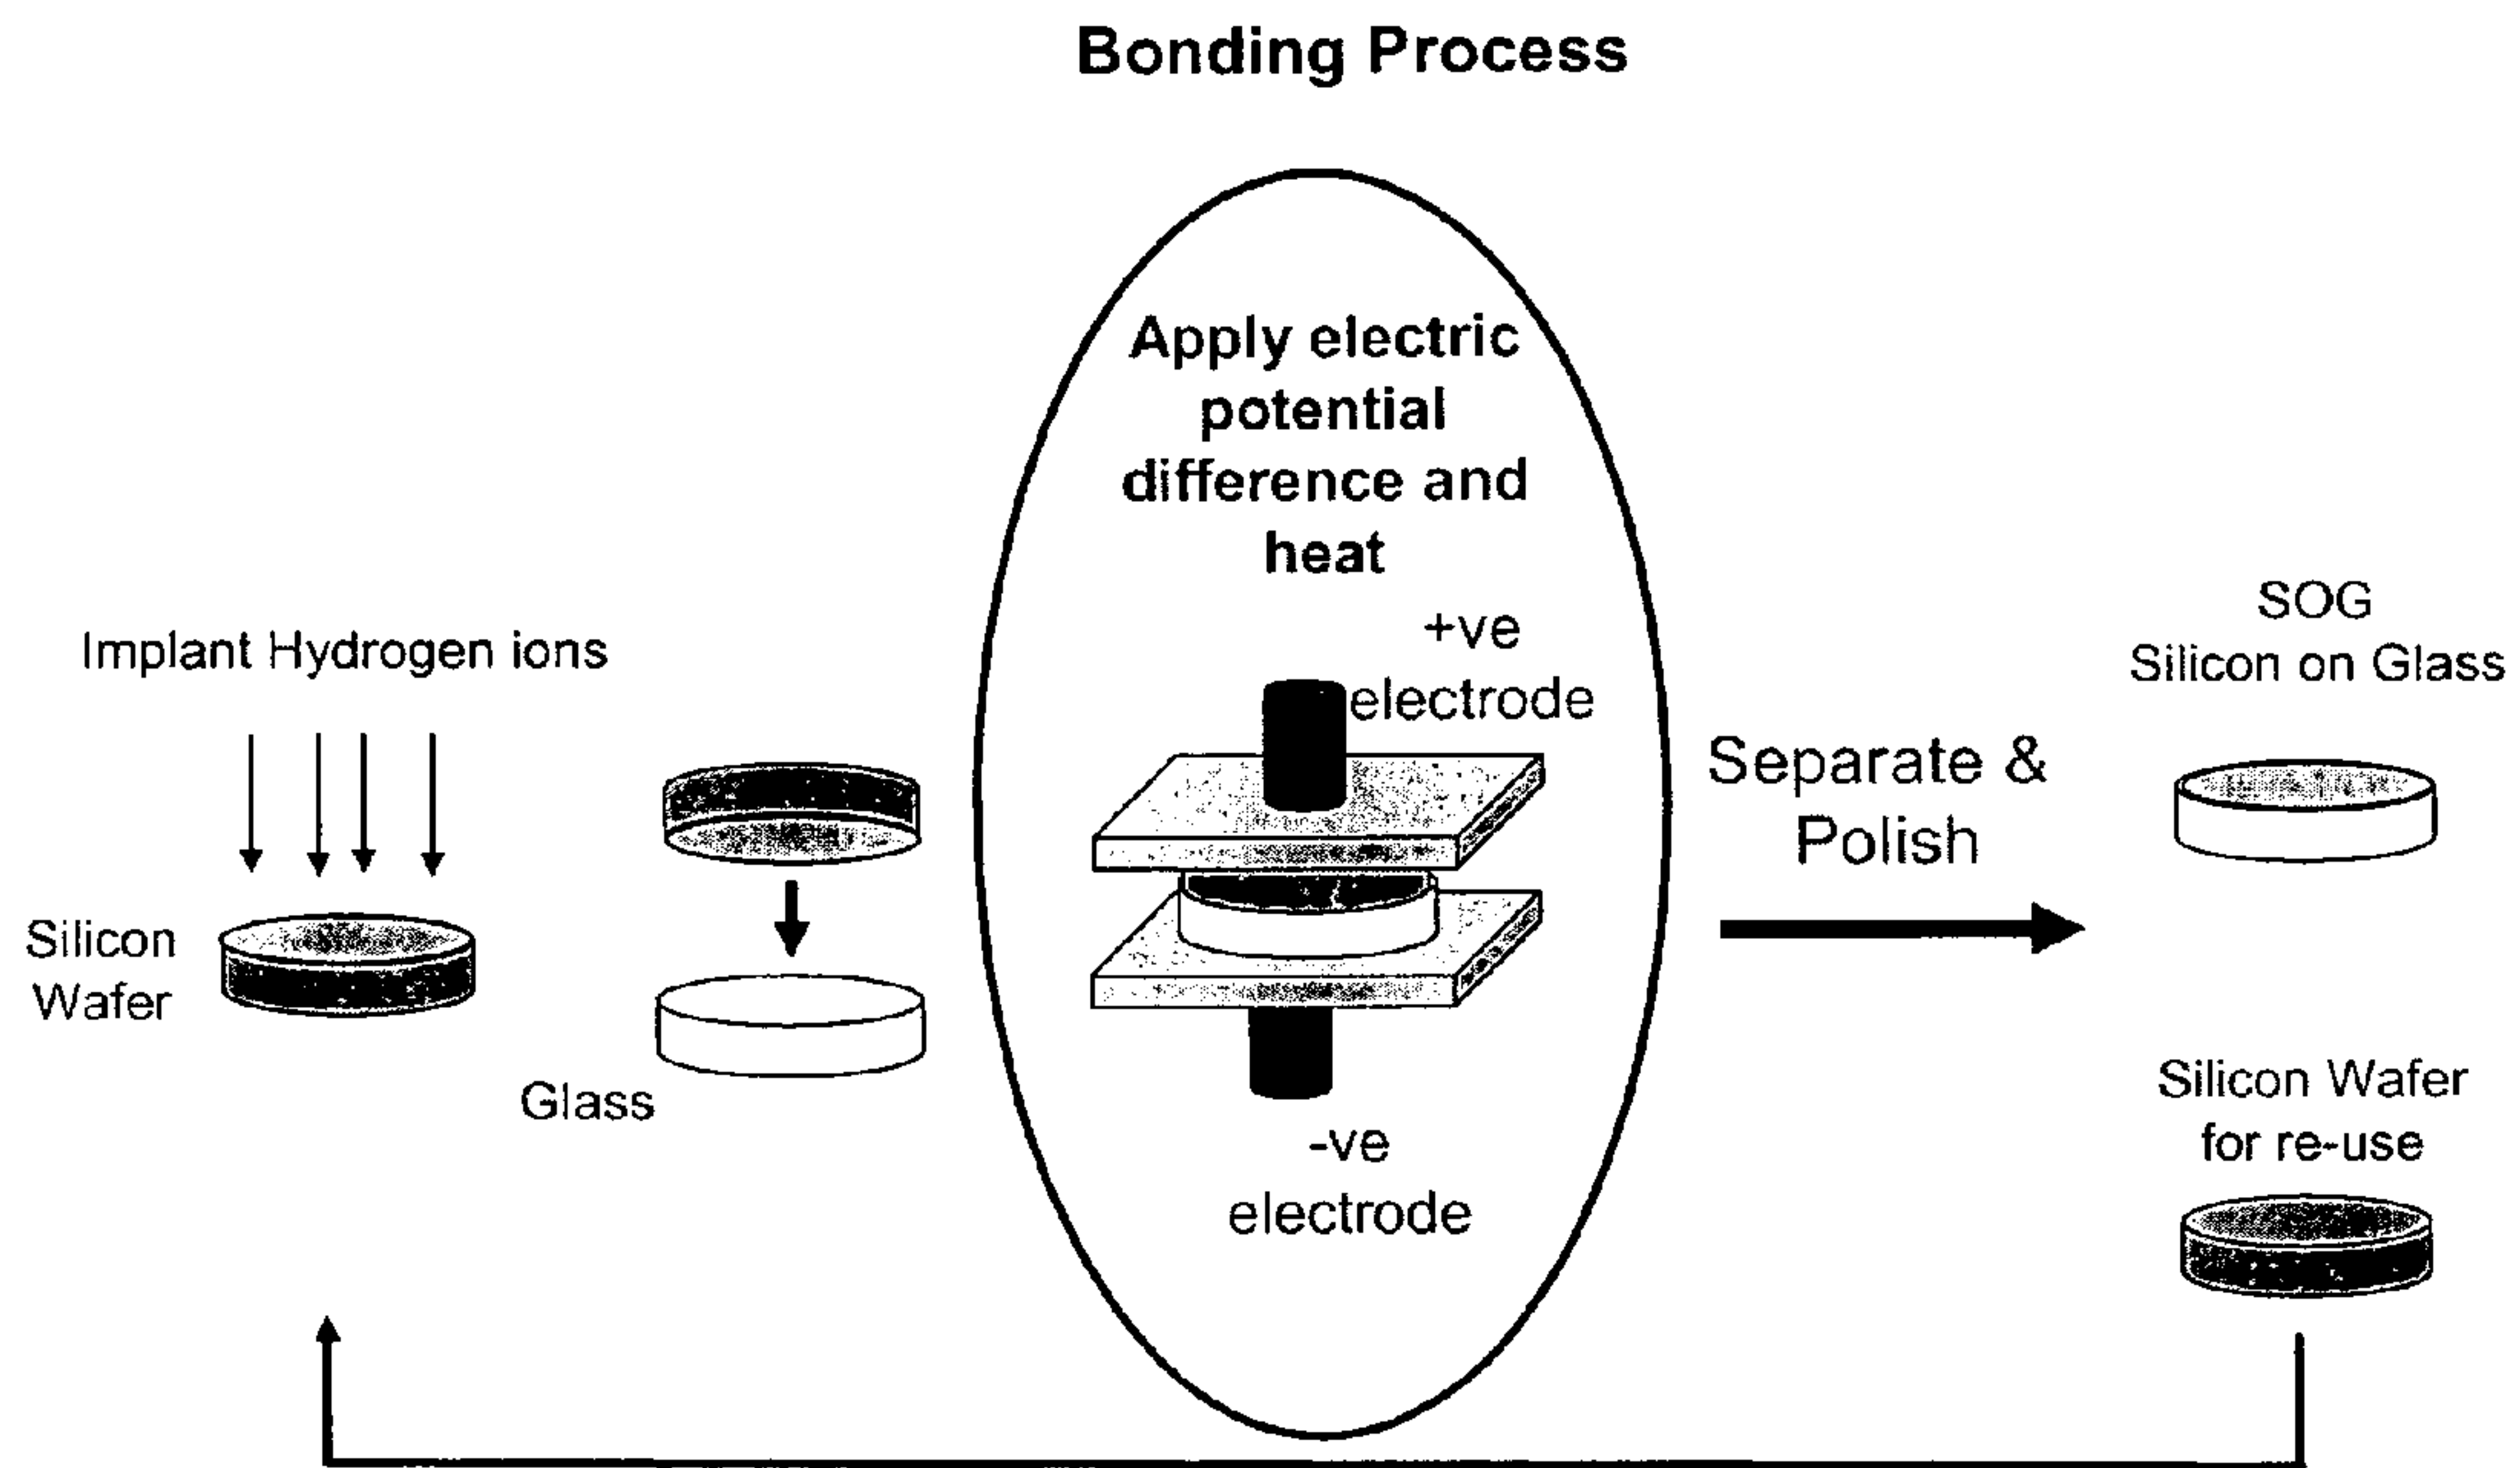 Bonding Process
Implant Hydrogen ions
Silicon
Wafer
Glass
Apply electric
potential
difference and
heat
+ve
electrode
-ve
electrode
Separate &
Polish
SOG
Silicon on Glass
Silicon Wafer
for re-use